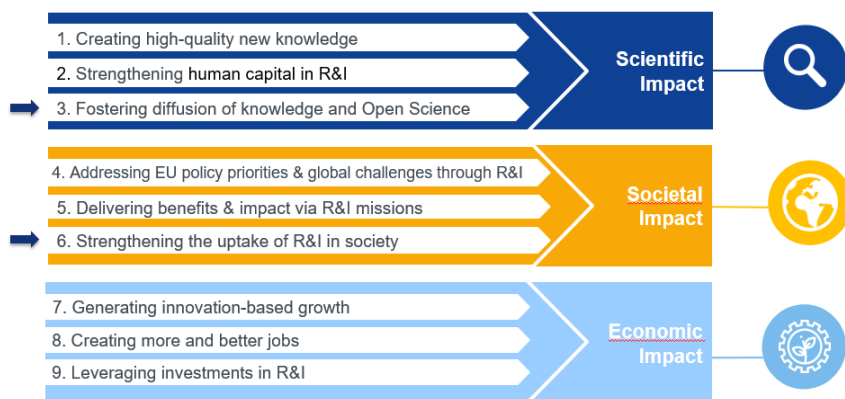 1. Creating high-quality new knowledge
2. Strengthening human capital in R&I
3. Fostering diffusion of knowledge and Open Science
Scientific
Impact
4. Addressing EU policy priorities & global challenges through R&I
5. Delivering benefits & impact via R&I missions
6. Strengthening the uptake of R&I in society
Societal
Impact
7. Generating innovation-based growth
8. Creating more and better jobs
9. Leveraging investments in R&I
Economic
Impact